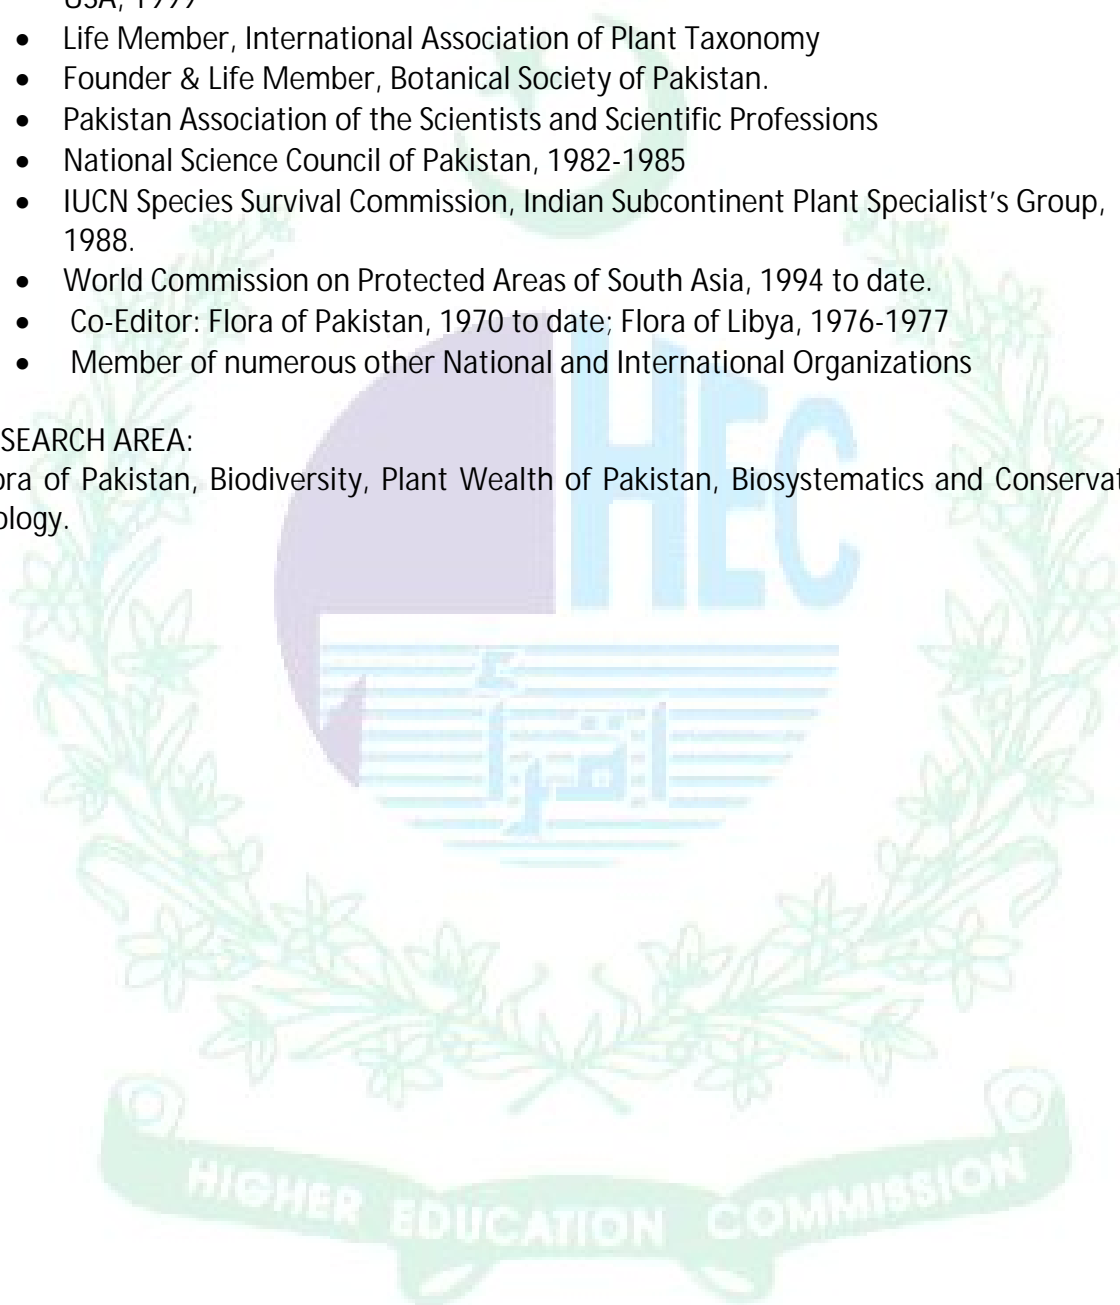 USA, 1999
• Life Member, International Association of Plant Taxonomy
• Founder & Life Member, Botanical Society of Pakistan.
• Pakistan Association of the Scientists and Scientific Professions
• National Science Council of Pakistan, 1982-1985
• IUCN Species Survival Commission, Indian Subcontinent Plant Specialist's Group,
1988.
• World Commission on Protected Areas of South Asia, 1994 to date.
• Co-Editor: Flora of Pakistan, 1970 to date; Flora of Libya, 1976-1977
• Member of numerous other National and International Organizations
SEARCH AREA:
ora of Pakistan, Biodiversity, Plant Wealth of Pakistan, Biosystematics and Conservat
ology.
HEC
اقرأ
HIGHER EDUCATION COMMISSION